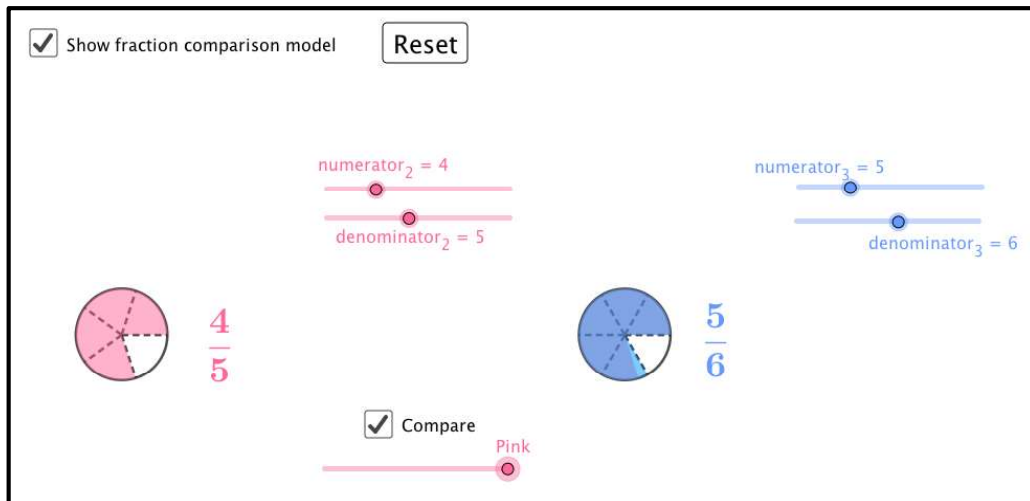 Show fraction comparison model
Reset
numerator₂ = 4
denominator₂ = 5
numerator₃ = 5
denominator₃ = 6
4
5
5
6
Compare
Pink